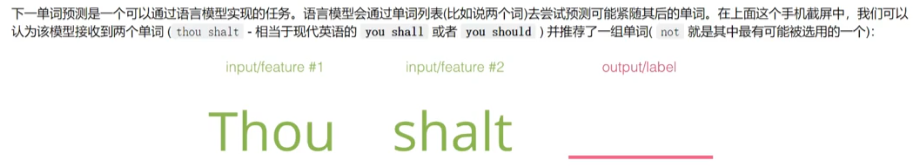 下一单词预测是一个可以通过语言模型实现的任务。语言模型会通过单词列表(比如说两个词)去尝试预测可能紧随其后的单词。在上面这个手机截屏中，我们可以
认为该模型接收到两个单词 ( thou shalt - 相当于现代英语的 you shall 或者 you should ) 并推荐了一组单词( not 就是其中最有可能被选用的一个):
input/feature #1 input/feature #2 output/label
Thou shalt